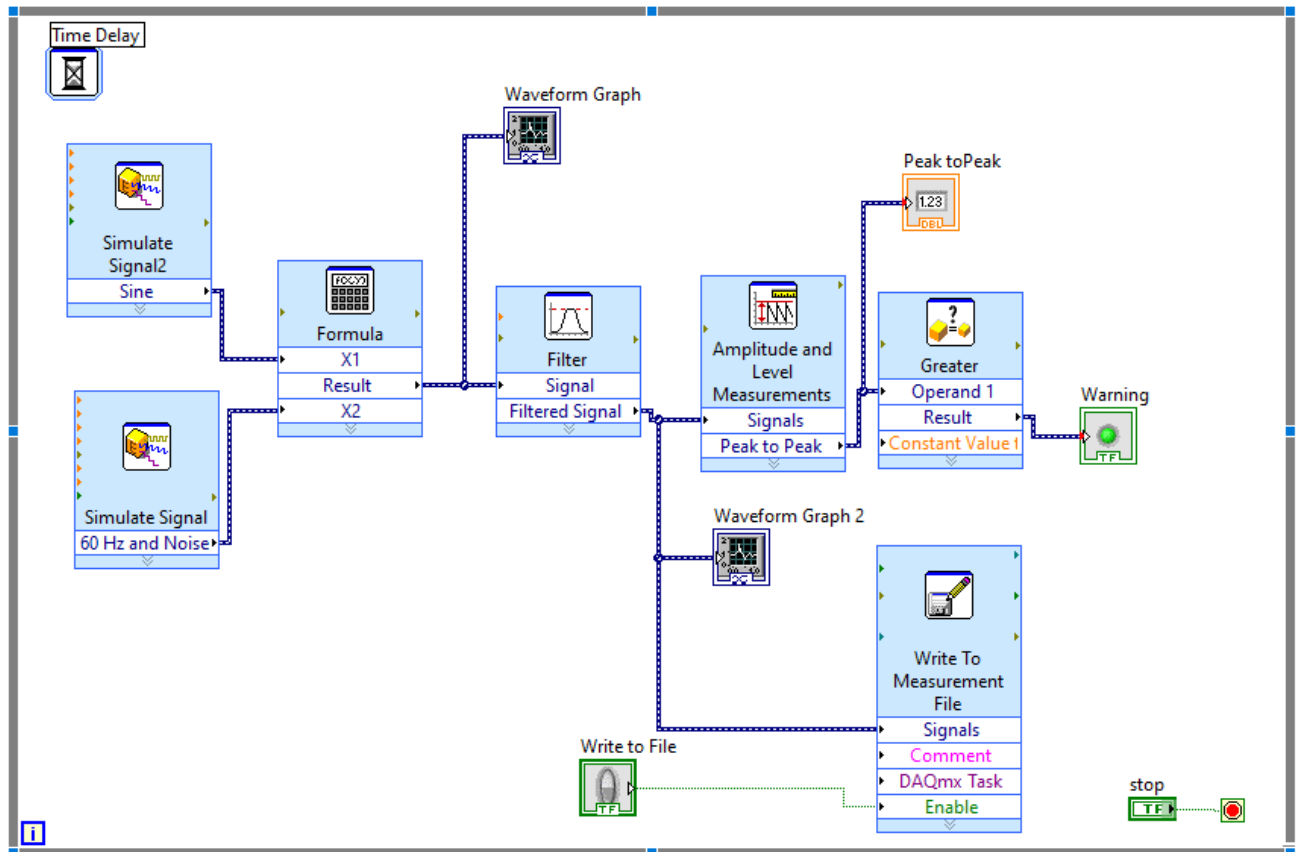 Time Delay
Waveform Graph
Peak toPeak
1.23
DBL
Simulate
Signal2
Sine
Formula
X1
Result
X2
Filter
Signal
Filtered Signal
Amplitude and
Level
Measurements
Signals
Peak to Peak
?
Greater
Operand 1
Result
Constant Value t
Warning
TF
Simulate Signal
60 Hz and Noise
Waveform Graph 2
Write To
Measurement
File
Signals
Comment
DAQmx Task
Enable
Write to File
TF
stop
TF
i